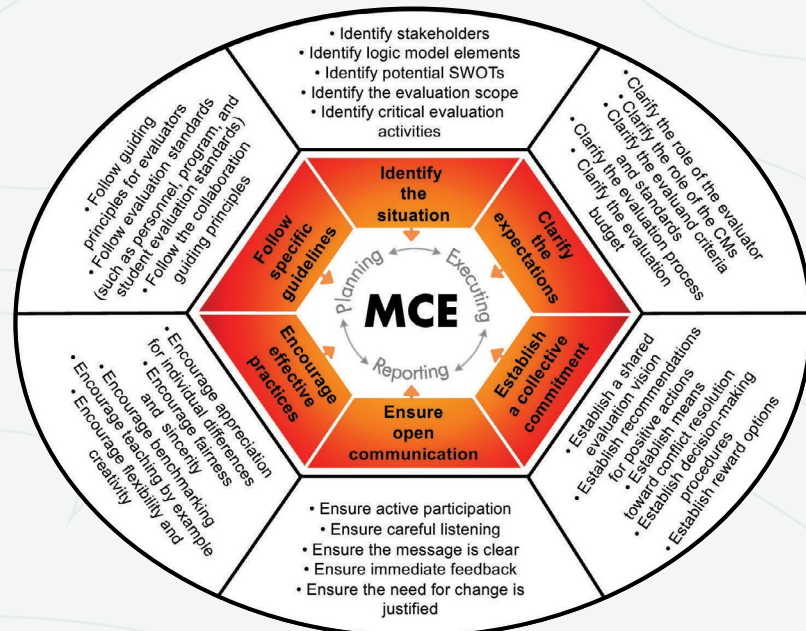 • Identify stakeholders
• Identify logic model elements
• Identify potential SWOTs
• Identify the evaluation scope
• Identify critical evaluation
activities
• Clarify the role of the evaluator
• Clarify the role of the CMs
• Clarify the evaluand criteria
and standards
• Clarify the evaluation process
• Clarify the evaluation
budget
• Establish a shared
evaluation vision
• Establish recommendations
for positive actions
• Establish means
toward conflict resolution
• Establish decision-making
procedures
• Establish reward options
• Ensure active participation
• Ensure careful listening
• Ensure the message is clear
• Ensure immediate feedback
• Ensure the need for change is
justified
• Encourage appreciation
for individual differences
• Encourage fairness
and sincerity
• Encourage benchmarking
• Encourage teaching by example
• Encourage flexibility and
creativity
• Follow guiding
principles for evaluators
• Follow evaluation standards
(such as personnel, program, and
student evaluation standards)
• Follow the collaboration
guiding principles
Identify
the
situation
Clarify
the
expectations
Establish
a collective
commitment
Ensure
open
communication
Encourage
effective
practices
Follow
specific
guidelines
Planning
Executing
Reporting
MCE